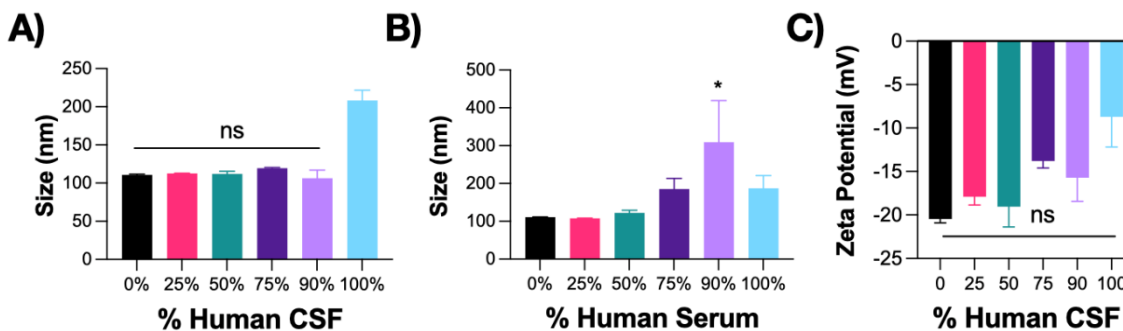 A)
Size (nm)
250
200
150
100
50
0
ns
0% 25% 50% 75% 90% 100%
% Human CSF
B)
Size (nm)
500
400
300
200
100
0
*
0% 25% 50% 75% 90% 100%
% Human Serum
C)
Zeta Potential (mV)
0
-5
-10
-15
-20
-25
ns
0 25 50 75 90 100
% Human CSF